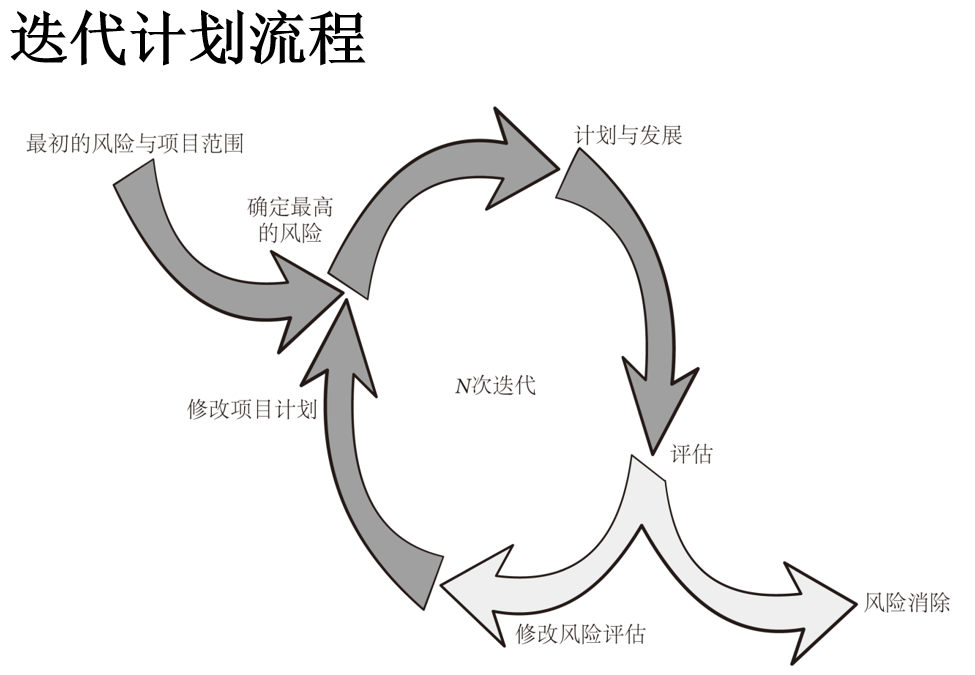 迭代计划流程
最初的风险与项目范围
计划与发展
确定最高
的风险
N次迭代
修改项目计划
评估
风险消除
修改风险评估